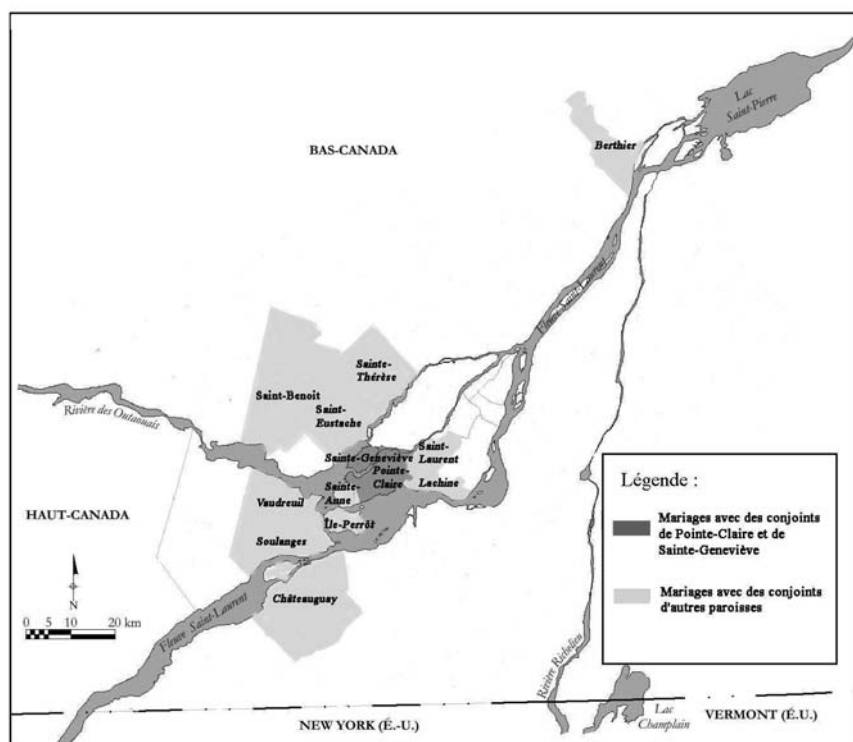 Lac
Saint-Pierre
Berthier
BAS-CANADA
Fleuve Saint-Laurent
Sainte-
Thérèse
Saint-Benoit
Saint-
Eustache
Rivière des Outaouais
Sainte-Geneviève
Saint-
Laurent
Pointe-
Claire
Lachine
Sainte-
Anne
Vaudreuil
Île-Perrôt
HAUT-CANADA
Soulanges
Châteauguay
N
0 5 10 20 km
Fleuve Saint-Laurent
Légende :
Mariages avec des conjoints
de Pointe-Claire et de
Sainte-Geneviève
Mariages avec des conjoints
d'autres paroisses
Rivière Richelieu
Lac
Champlain
NEW YORK (É.-U.)
VERMONT (É.U.)